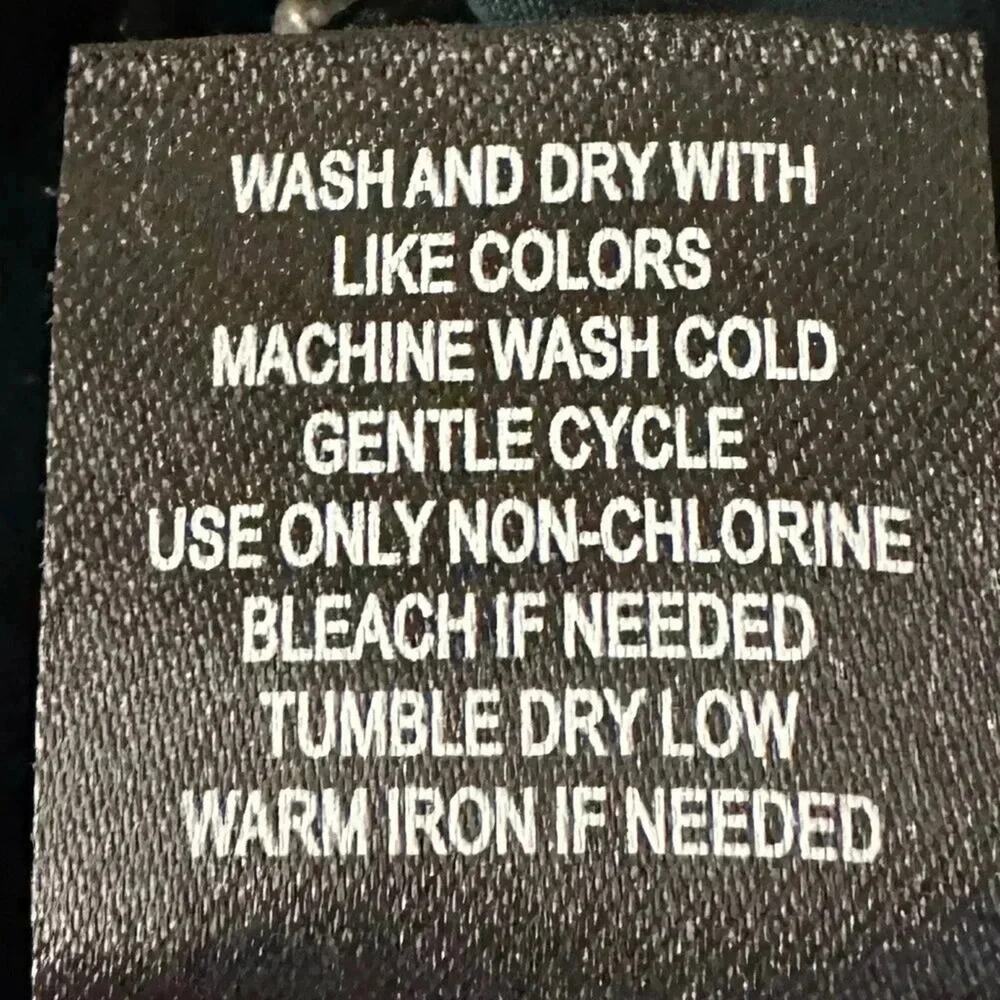 WASH AND DRY WITH
LIKE COLORS
MACHINE WASH COLD
GENTLE CYCLE
USE ONLY NON-CHLORINE
BLEACH IF NEEDED
TUMBLE DRY LOW
WARM IRON IF NEEDED